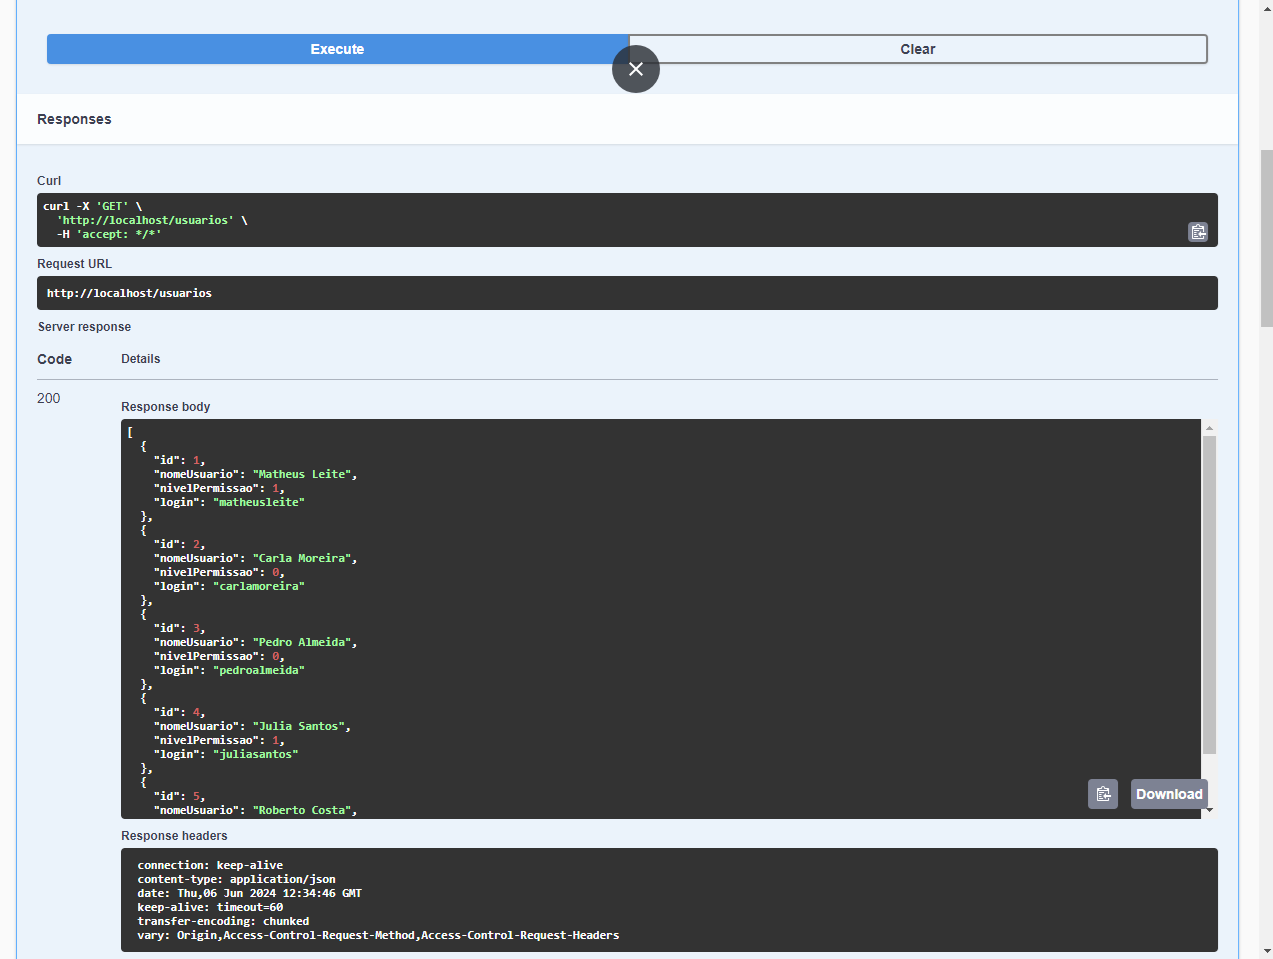 Execute
Clear
Responses
Curl
curl -X 'GET' \
  'http://localhost/usuarios' \
  -H 'accept: */*'
Request URL
http://localhost/usuarios
Server response
Code Details
200
Response body
[
  {
    "id": 1,
    "nomeUsuario": "Matheus Leite",
    "nivelPermissao": 1,
    "login": "matheusleite"
  },
  {
    "id": 2,
    "nomeUsuario": "Carla Moreira",
    "nivelPermissao": 0,
    "login": "carlamoreira"
  },
  {
    "id": 3,
    "nomeUsuario": "Pedro Almeida",
    "nivelPermissao": 0,
    "login": "pedroalmeida"
  },
  {
    "id": 4,
    "nomeUsuario": "Julia Santos",
    "nivelPermissao": 1,
    "login": "juliasantos"
  },
  {
    "id": 5,
    "nomeUsuario": "Roberto Costa",
Download
Response headers
connection: keep-alive
content-type: application/json
date: Thu,06 Jun 2024 12:34:46 GMT
keep-alive: timeout=60
transfer-encoding: chunked
vary: Origin,Access-Control-Request-Method,Access-Control-Request-Headers